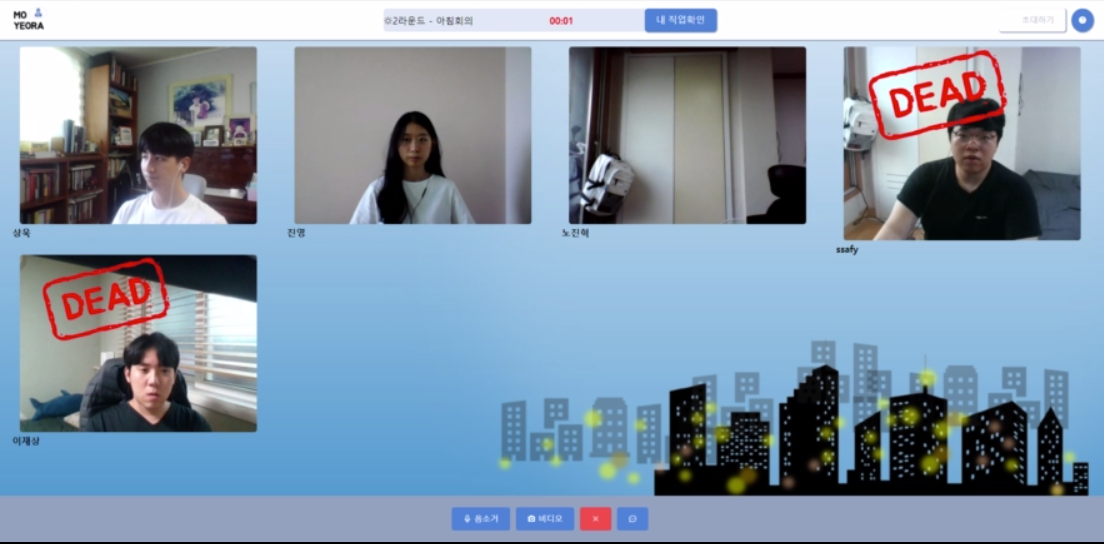 MO
YEORA
2라운드 - 아침회의
00:01
내 직업확인
초대하기
DEAD
상욱
진명
노진혁
ssafy
DEAD
이재상
음소거
비디오